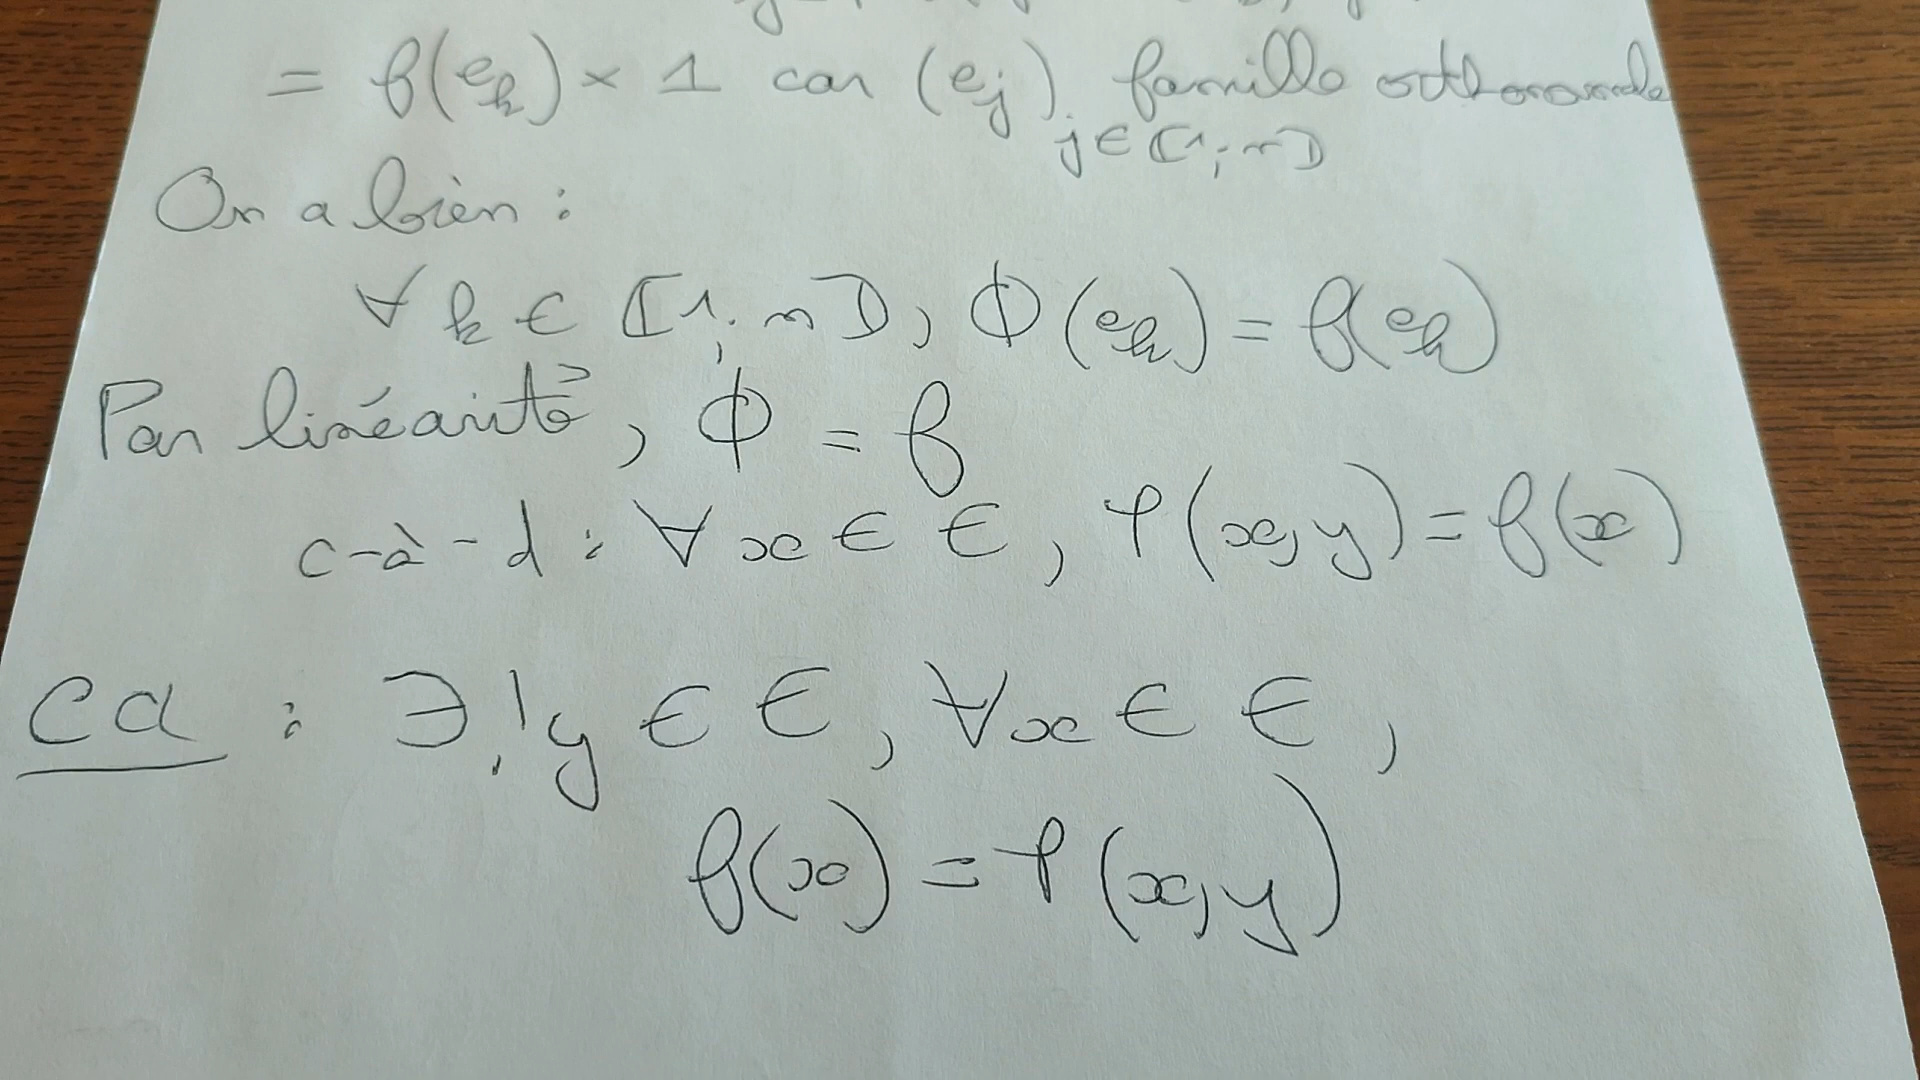 = f(e_k) × 1 car (e_j) famille orthonormale
j ∈ ⟦1;n⟧
On a bien :
∀ k ∈ ⟦1;n⟧, Φ(e_k) = f(e_k)
Par linéarité, Φ = f
c-à-d : ∀ x ∈ E, φ(x,y) = f(x)
Ccl : ∃! y ∈ E, ∀x ∈ E,
f(x) = φ(x,y)